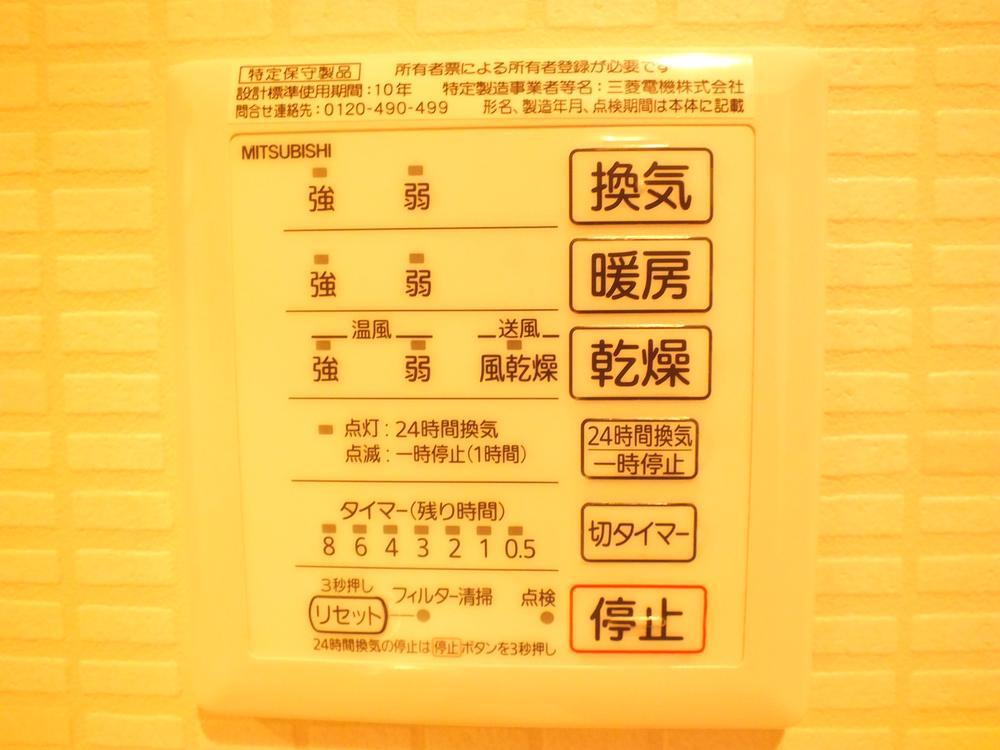 特定保守製品 所有者票による所有者登録が必要です
設計標準使用期間:10年 特定製造事業者等名:三菱電機株式会社
問合せ連絡先:0120-490-499 形名、製造年月、点検期間は本体に記載
MITSUBISHI
強 弱 換気
強 弱 暖房
温風 送風
強 弱 風乾燥 乾燥
点灯:24時間換気
点滅:一時停止(1時間)
24時間換気
一時停止
タイマー(残り時間)
8 6 4 3 2 1 0.5
切タイマー
3秒押し
リセット フィルター清掃 点検
停止
24時間換気の停止は停止ボタンを3秒押し